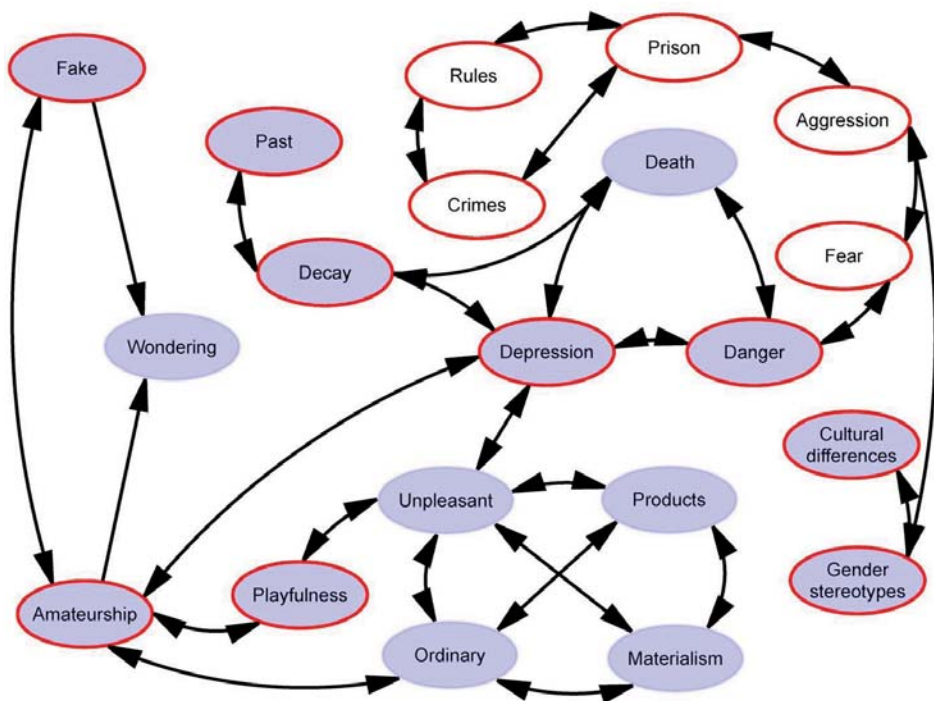 Fake
Prison
Rules
Aggression
Past
Death
Crimes
Fear
Decay
Wondering
Depression
Danger
Cultural
differences
Unpleasant
Products
Gender
stereotypes
Playfulness
Amateurship
Ordinary
Materialism